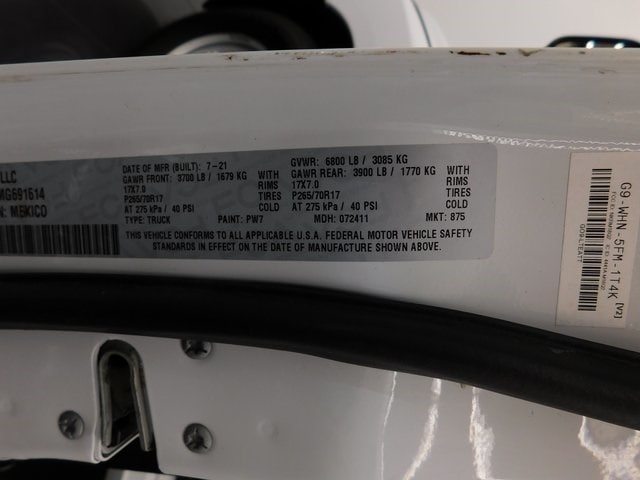 LLC
MG691514
N: MEXICO
DATE OF MFR (BUILT): 7-21
GAWR FRONT: 3700 LB / 1679 KG WITH
17X7.0 RIMS
P265/70R17 TIRES
AT 275 kPa / 40 PSI COLD
TYPE: TRUCK PAINT: PW7
GVWR: 6800 LB / 3085 KG
GAWR REAR: 3900 LB / 1770 KG WITH
17X7.0 RIMS
P265/70R17 TIRES
AT 275 kPa / 40 PSI COLD
MDH: 072411 MKT: 875
THIS VEHICLE CONFORMS TO ALL APPLICABLE U.S.A. FEDERAL MOTOR VEHICLE SAFETY
STANDARDS IN EFFECT ON THE DATE OF MANUFACTURE SHOWN ABOVE.
G9-WHN-5FM-1T4K [V2]